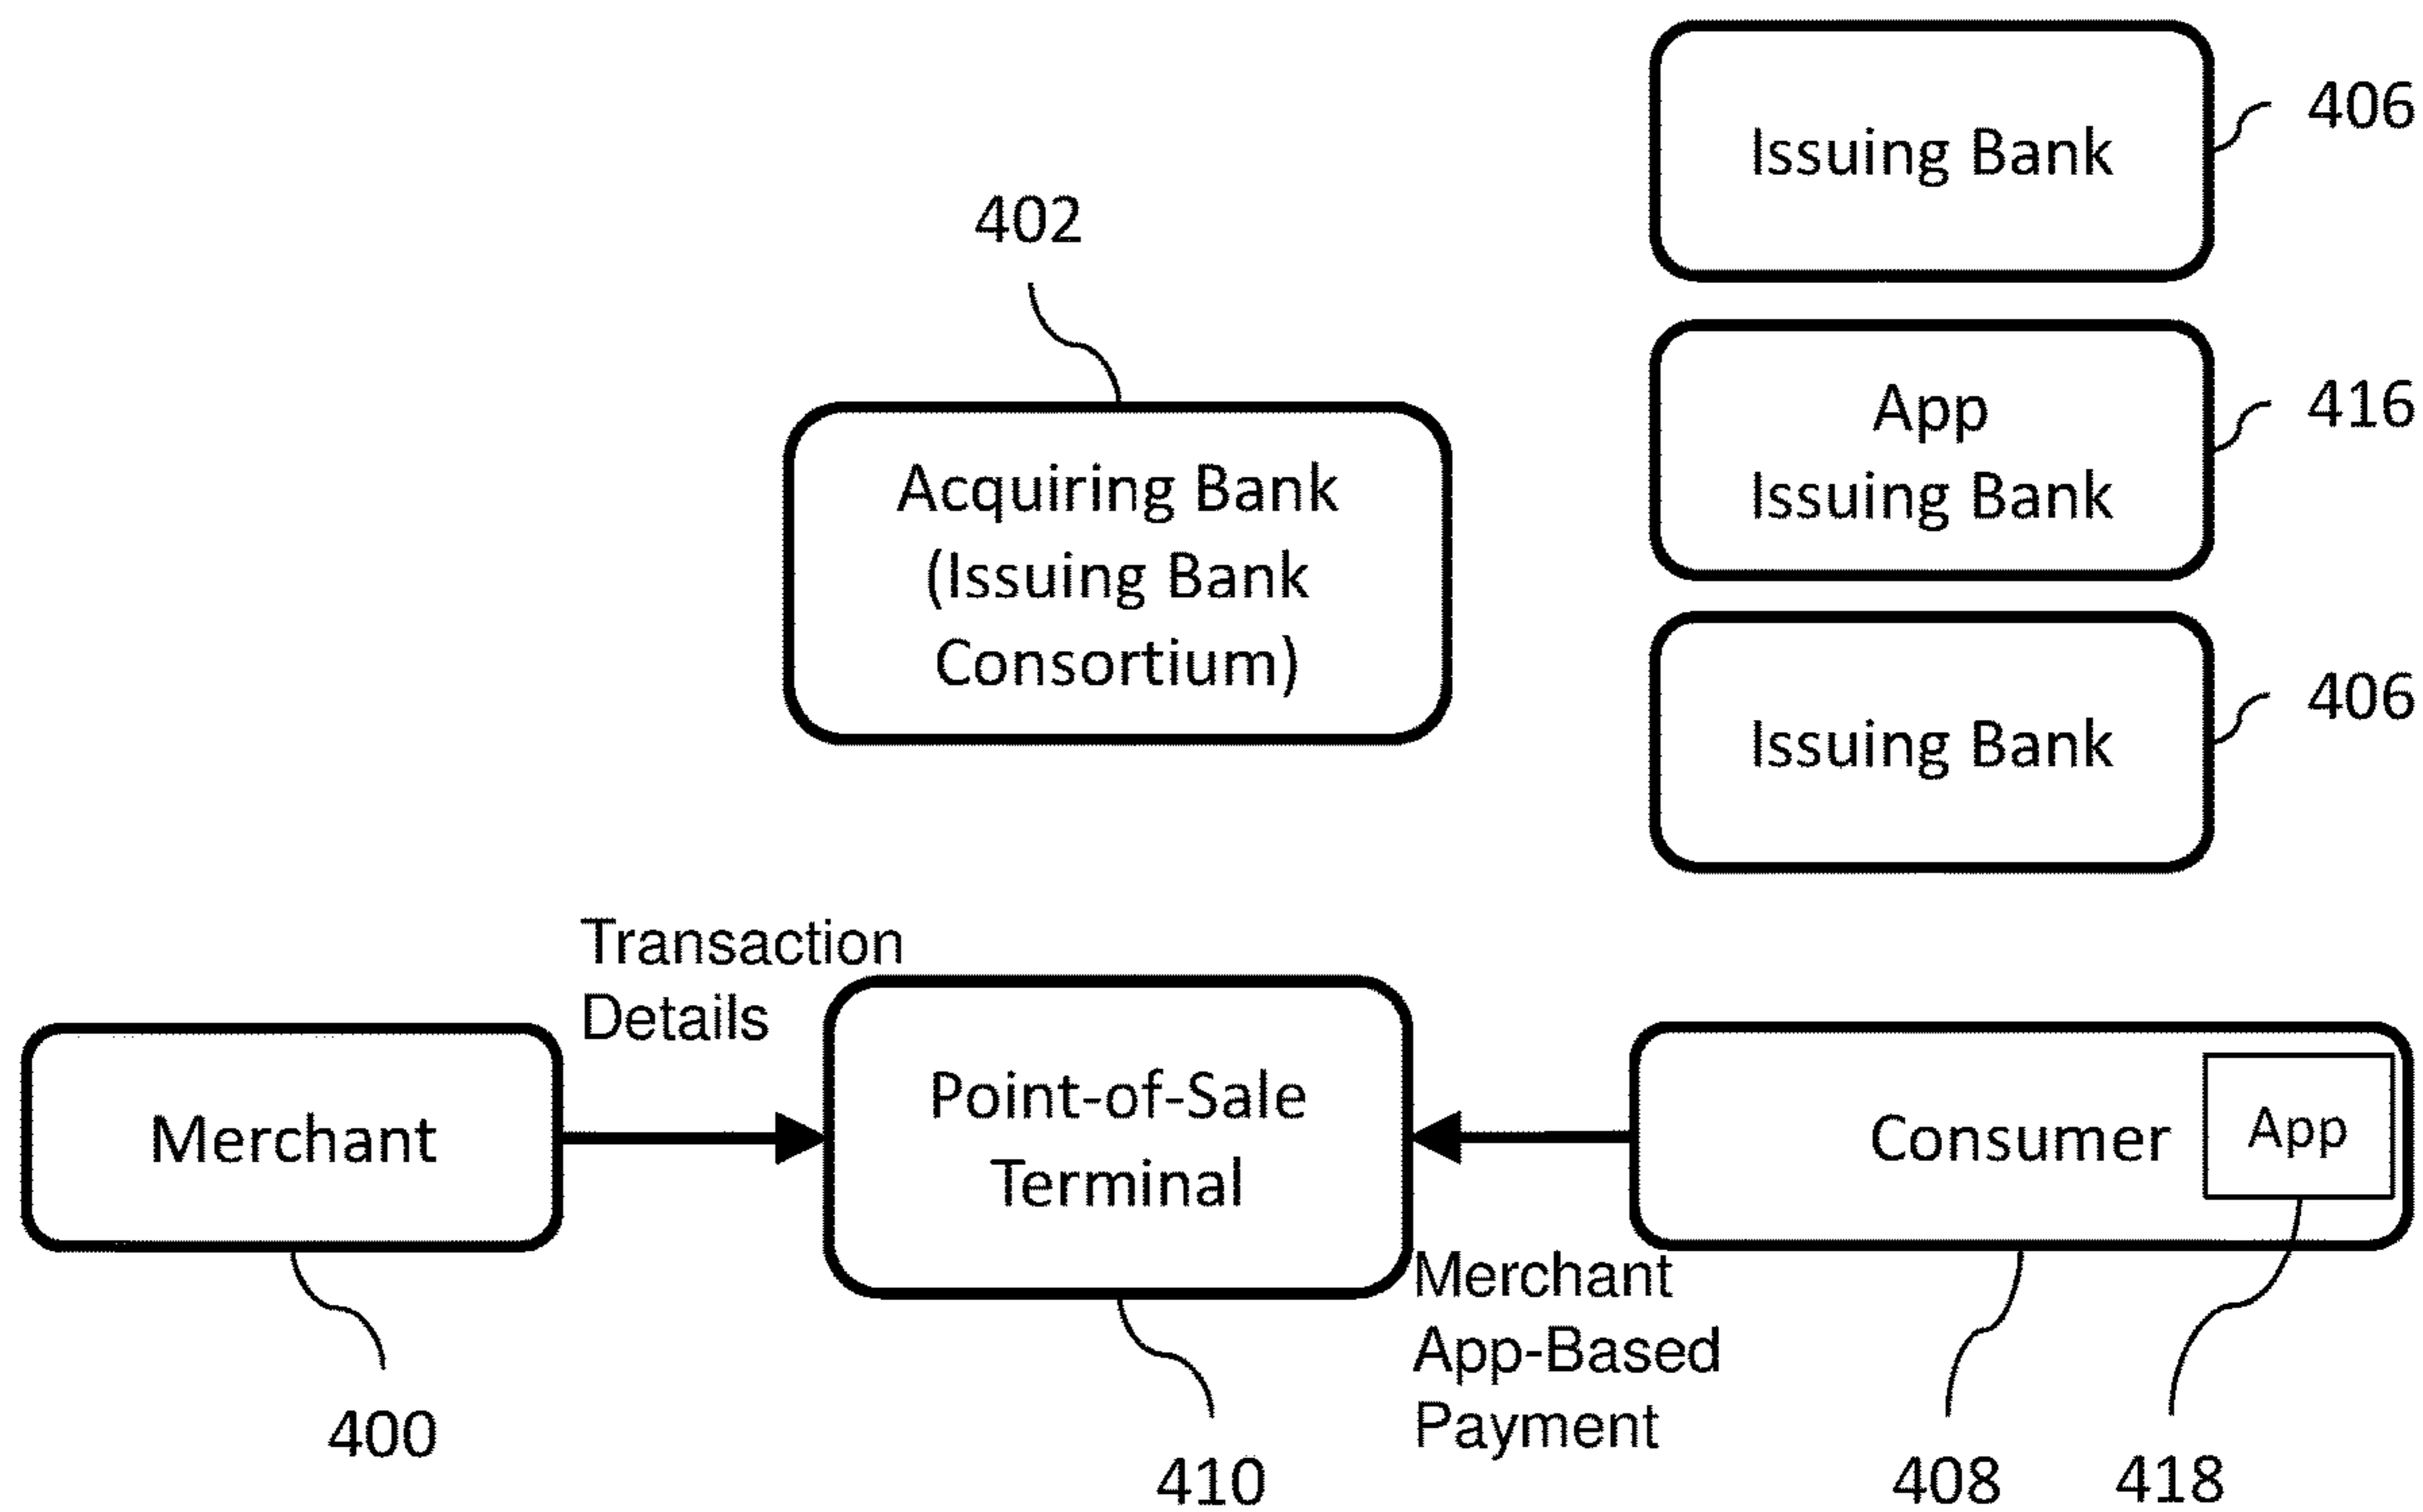 Issuing Bank
406
402
App
Issuing Bank
416
Acquiring Bank
(Issuing Bank
Consortium)
Issuing Bank
406
Transaction
Details
Merchant
Point-of-Sale
Terminal
Consumer
App
Merchant
App-Based
Payment
400
410
408
418